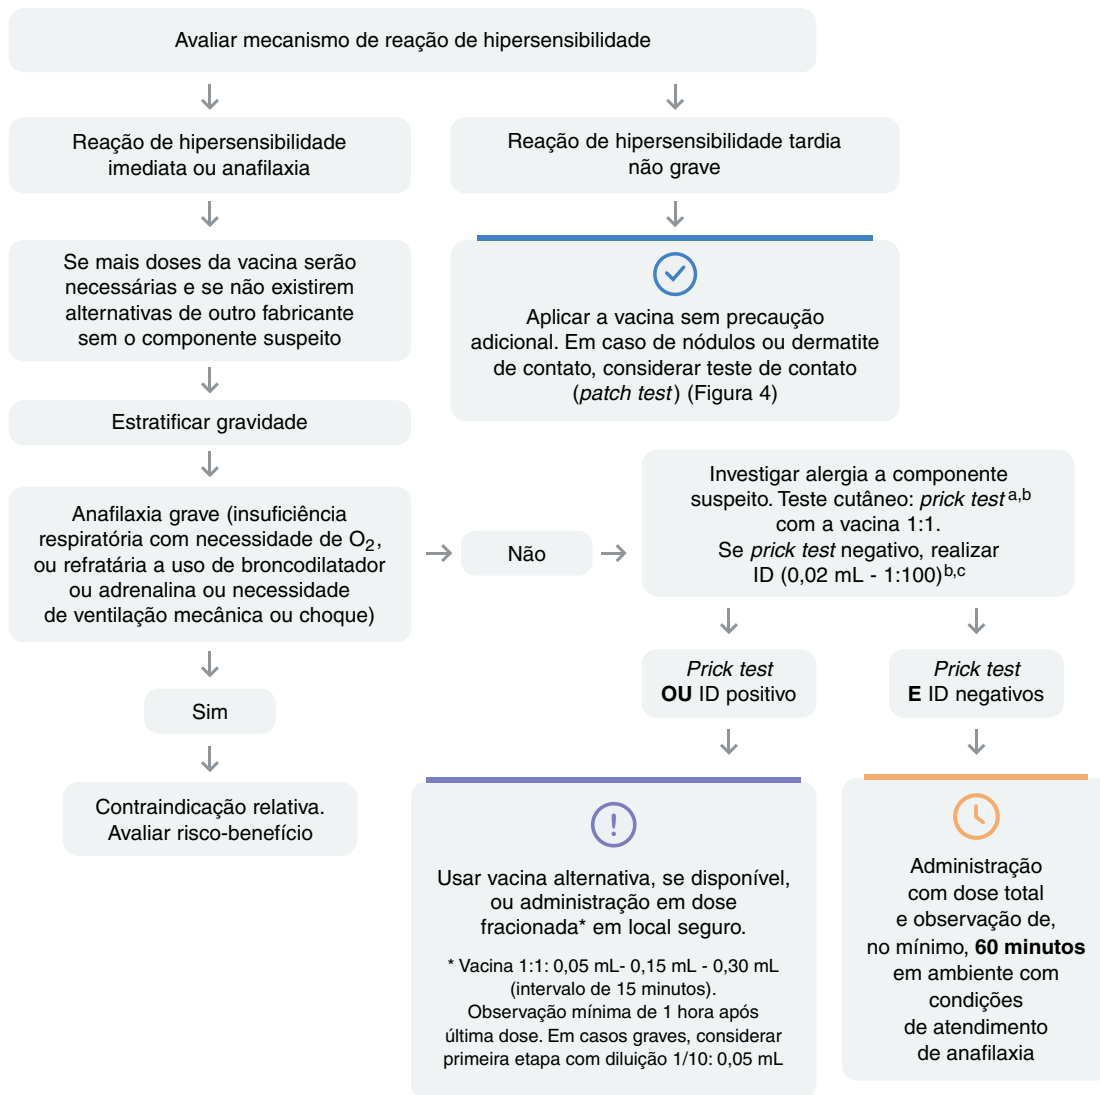 Avaliar mecanismo de reação de hipersensibilidade
Reação de hipersensibilidade
imediata ou anafilaxia
Reação de hipersensibilidade tardia
não grave
Se mais doses da vacina serão
necessárias e se não existirem
alternativas de outro fabricante
sem o componente suspeito
Aplicar a vacina sem precaução
adicional. Em caso de nódulos ou dermatite
de contato, considerar teste de contato
(patch test) (Figura 4)
Estratificar gravidade
Anafilaxia grave (insuficiência
respiratória com necessidade de O2,
ou refratária a uso de broncodilatador
ou adrenalina ou necessidade
de ventilação mecânica ou choque)
Não
Investigar alergia a componente
suspeito. Teste cutâneo: prick test a,b
com a vacina 1:1.
Se prick test negativo, realizar
ID (0,02 mL - 1:100)b,c
Sim
Contraindicação relativa.
Avaliar risco-benefício
Prick test
OU ID positivo
Prick test
E ID negativos
Usar vacina alternativa, se disponível,
ou administração em dose
fracionada* em local seguro.
* Vacina 1:1: 0,05 mL- 0,15 mL - 0,30 mL
(intervalo de 15 minutos).
Observação mínima de 1 hora após
última dose. Em casos graves, considerar
primeira etapa com diluição 1/10: 0,05 mL
Administração
com dose total
e observação de,
no mínimo, 60 minutos
em ambiente com
condições
de atendimento
de anafilaxia